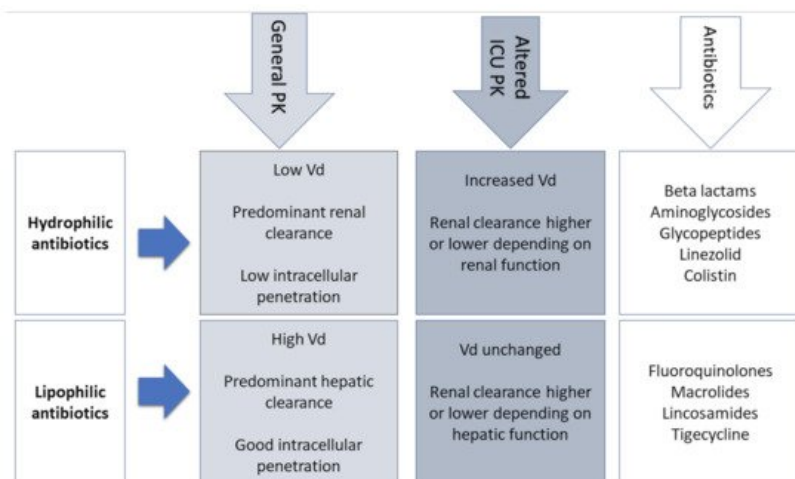 General PK
Altered
ICU PK
Antibiotics
Hydrophilic
antibiotics
Low Vd
Predominant renal
clearance
Low intracellular
penetration
Increased Vd
Renal clearance higher
or lower depending on
renal function
Beta lactams
Aminoglycosides
Glycopeptides
Linezolid
Colistin
Lipophilic
antibiotics
High Vd
Predominant hepatic
clearance
Good intracellular
penetration
Vd unchanged
Renal clearance higher
or lower depending on
hepatic function
Fluoroquinolones
Macrolides
Lincosamides
Tigecycline